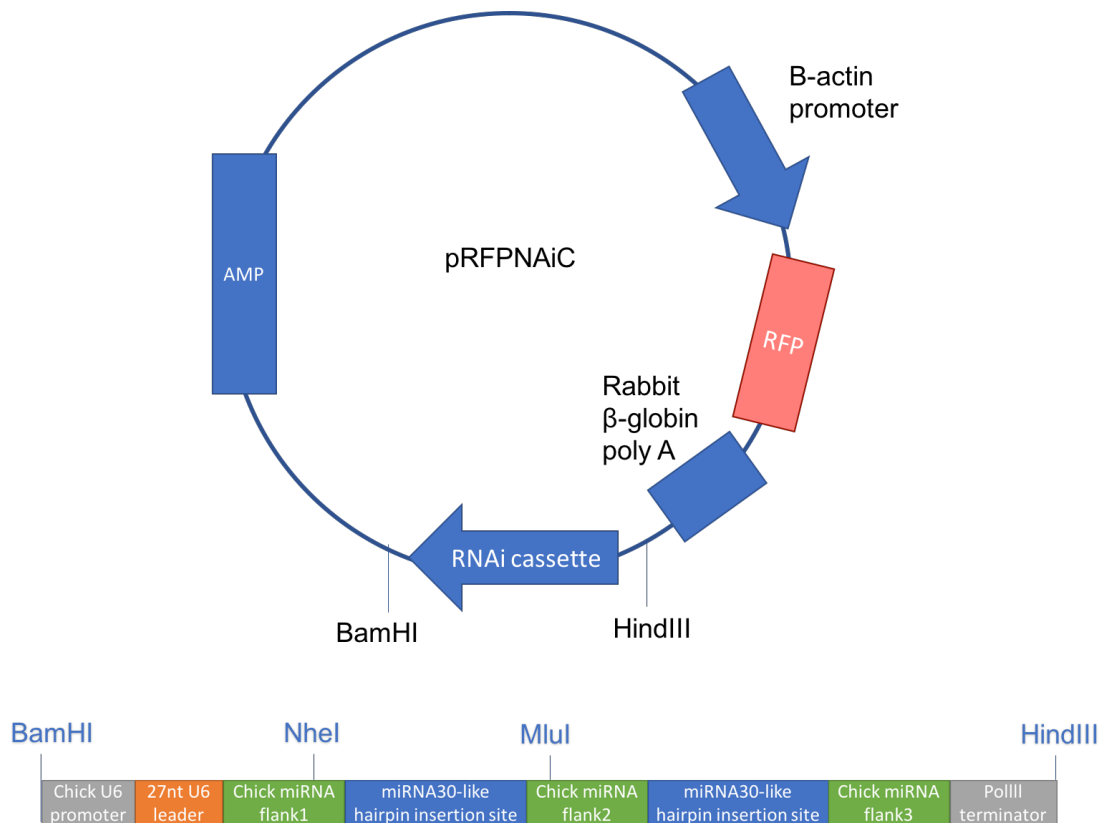 B-actin
promoter
pRFPNAiC
AMP
RFP
Rabbit
β-globin
poly A
RNAi cassette
BamHI
HindIII
BamHI
NheI
MluI
HindIII
Chick U6
promoter
27nt U6
leader
Chick miRNA
flank1
miRNA30-like
hairpin insertion site
Chick miRNA
flank2
miRNA30-like
hairpin insertion site
Chick miRNA
flank3
PolIII
terminator